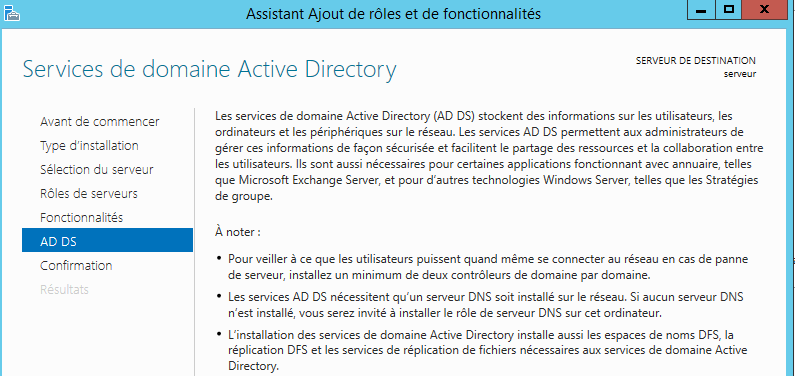 Assistant Ajout de rôles et de fonctionnalités
Services de domaine Active Directory
SERVEUR DE DESTINATION
serveur
Avant de commencer
Type d'installation
Sélection du serveur
Rôles de serveurs
Fonctionnalités
AD DS
Confirmation
Résultats
Les services de domaine Active Directory (AD DS) stockent des informations sur les utilisateurs, les
ordinateurs et les périphériques sur le réseau. Les services AD DS permettent aux administrateurs de
gérer ces informations de façon sécurisée et facilitent le partage des ressources et la collaboration entre
les utilisateurs. Ils sont aussi nécessaires pour certaines applications fonctionnant avec annuaire, telles
que Microsoft Exchange Server, et pour d'autres technologies Windows Server, telles que les Stratégies
de groupe.
À noter :
• Pour veiller à ce que les utilisateurs puissent quand même se connecter au réseau en cas de panne
de serveur, installez un minimum de deux contrôleurs de domaine par domaine.
• Les services AD DS nécessitent qu'un serveur DNS soit installé sur le réseau. Si aucun serveur DNS
n'est installé, vous serez invité à installer le rôle de serveur DNS sur cet ordinateur.
• L'installation des services de domaine Active Directory installe aussi les espaces de noms DFS, la
réplication DFS et les services de réplication de fichiers nécessaires aux services de domaine Active
Directory.